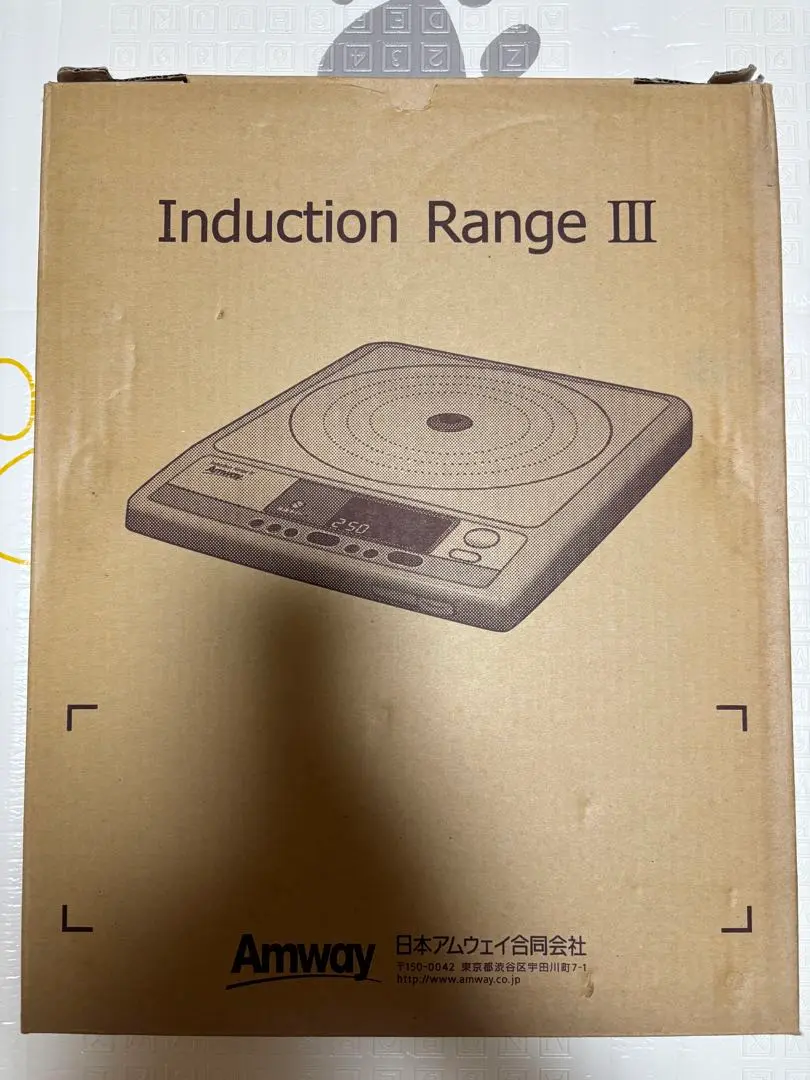 Induction Range Ⅲ
Amway
250
Amway
日本アムウェイ合同会社
〒150-0042 東京都渋谷区宇田川町7-1
http://www.amway.co.jp